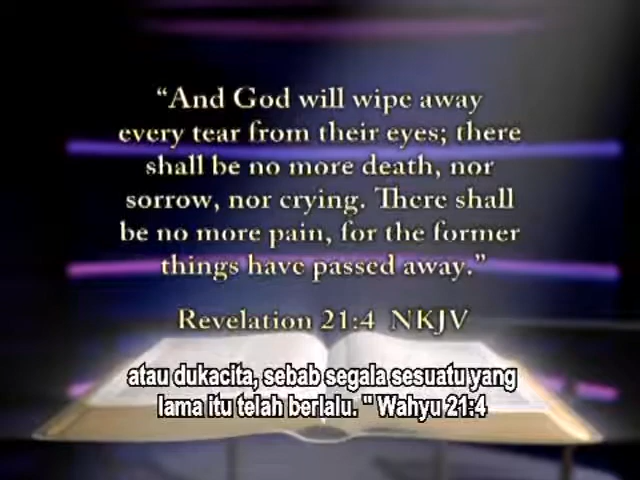 “And God will wipe away
every tear from their eyes; there
shall be no more death, nor
sorrow, nor crying. There shall
be no more pain, for the former
things have passed away.”
Revelation 21:4 NKJV
atau dukacita, sebab segala sesuatu yang
lama itu telah berlalu. " Wahyu 21:4